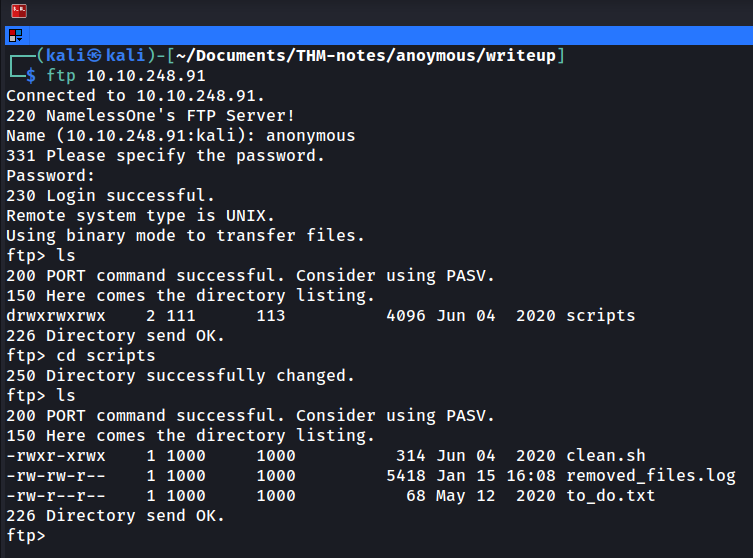 ┌──(kali㉿kali)-[~/Documents/THM-notes/anoymous/writeup]
└─$ ftp 10.10.248.91
Connected to 10.10.248.91.
220 NamelessOne's FTP Server!
Name (10.10.248.91:kali): anonymous
331 Please specify the password.
Password:
230 Login successful.
Remote system type is UNIX.
Using binary mode to transfer files.
ftp> ls
200 PORT command successful. Consider using PASV.
150 Here comes the directory listing.
drwxrwxrwx    2 111      113          4096 Jun 04  2020 scripts
226 Directory send OK.
ftp> cd scripts
250 Directory successfully changed.
ftp> ls
200 PORT command successful. Consider using PASV.
150 Here comes the directory listing.
-rwxr-xrwx    1 1000     1000          314 Jun 04  2020 clean.sh
-rw-rw-r--    1 1000     1000         5418 Jan 15 16:08 removed_files.log
-rw-r--r--    1 1000     1000           68 May 12  2020 to_do.txt
226 Directory send OK.
ftp>